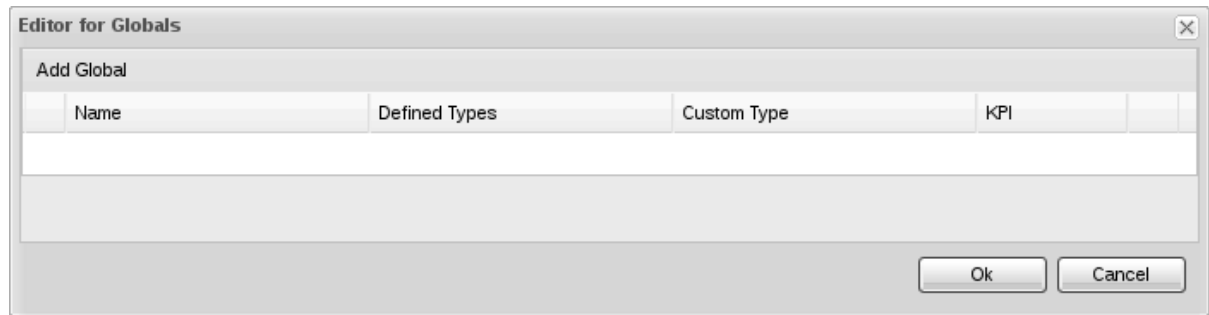 Editor for Globals
Add Global
Name Defined Types Custom Type KPI
Ok Cancel